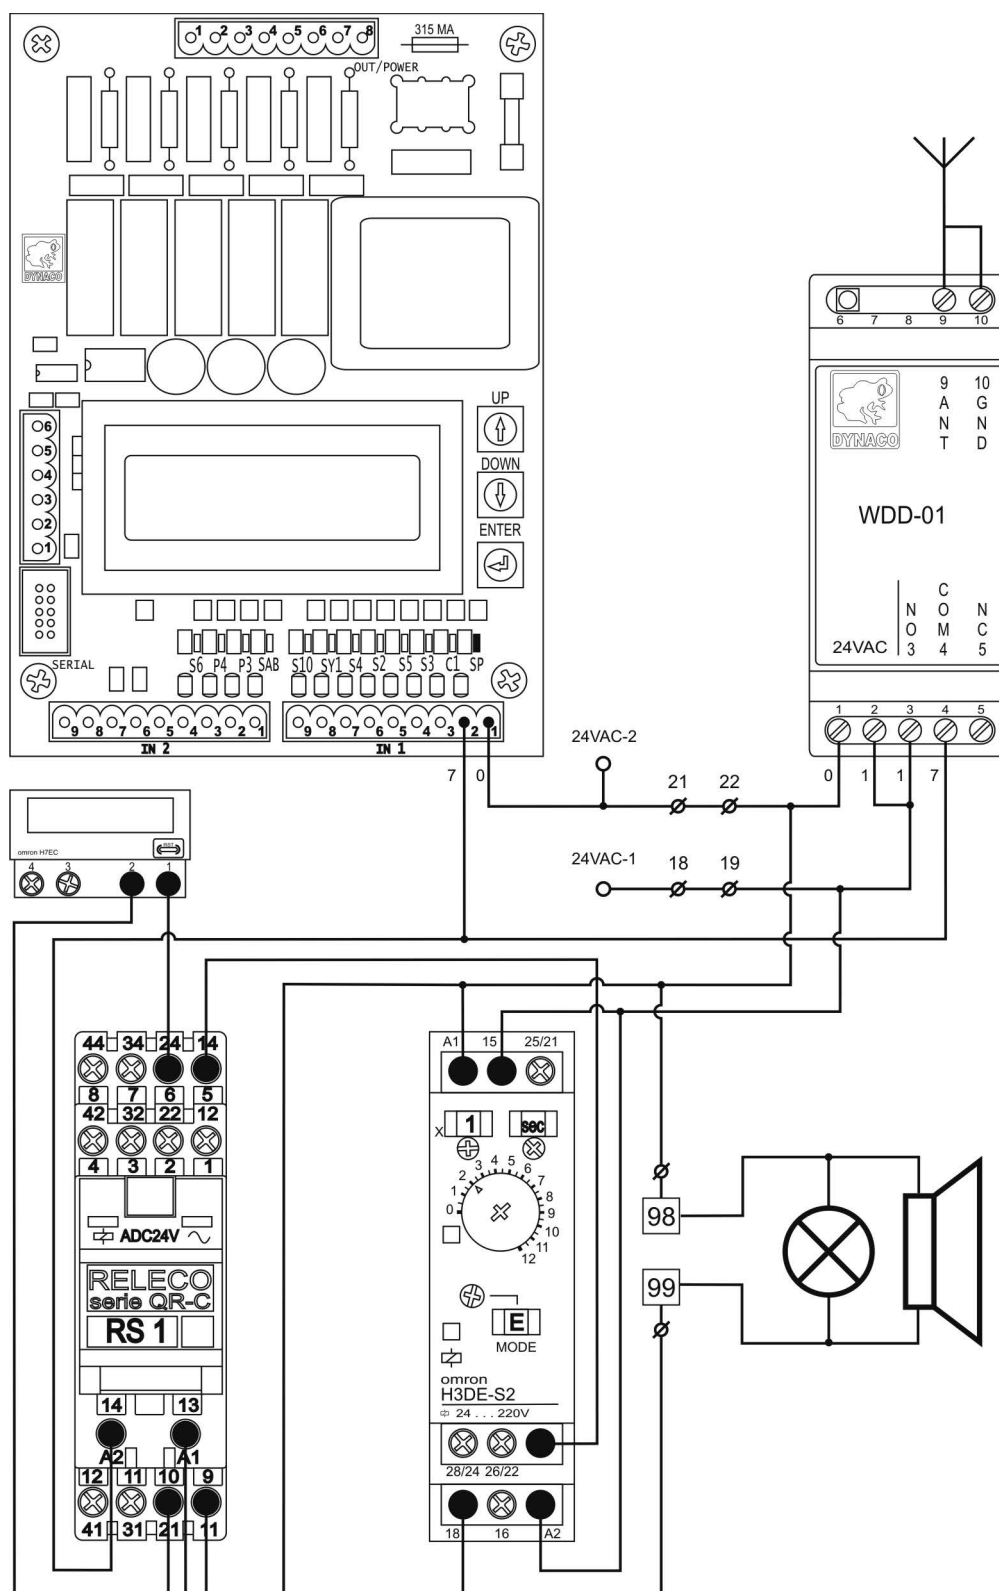 1 2 3 4 5 6 7 8
315 MA
OUT/POWER
DYNACO
6
5
4
3
2
1
UP
DOWN
ENTER
SERIAL
S6 P4 P3 SAB S10 SY1 S4 S2 S5 S3 C1 SP
9 8 7 6 5 4 3 2 1
IN 2
9 8 7 6 5 4 3 2 1
IN 1
7 0
6 7 8 9 10
DYNACO
9 ANT
10 GND
WDD-01
24VAC
NO 3
COM 4
NC 5
1 2 3 4 5
0 1 1 7
24VAC-2
21 22
24VAC-1
18 19
omron H7EC
RST
4 3 2 1
44 34 24 14
8 7 6 5
42 32 22 12
4 3 2 1
ADC24V
RELECO
serie QR-C
RS 1
14 13
A2 A1
12 11 10 9
41 31 21 11
A1 15 25/21
X 1 sec
0 1 2 3 4 5 6 7 8 9 10 11 12
E
MODE
omron
H3DE-S2
24 . . . 220V
28/24 26/22
18 16 A2
98
99